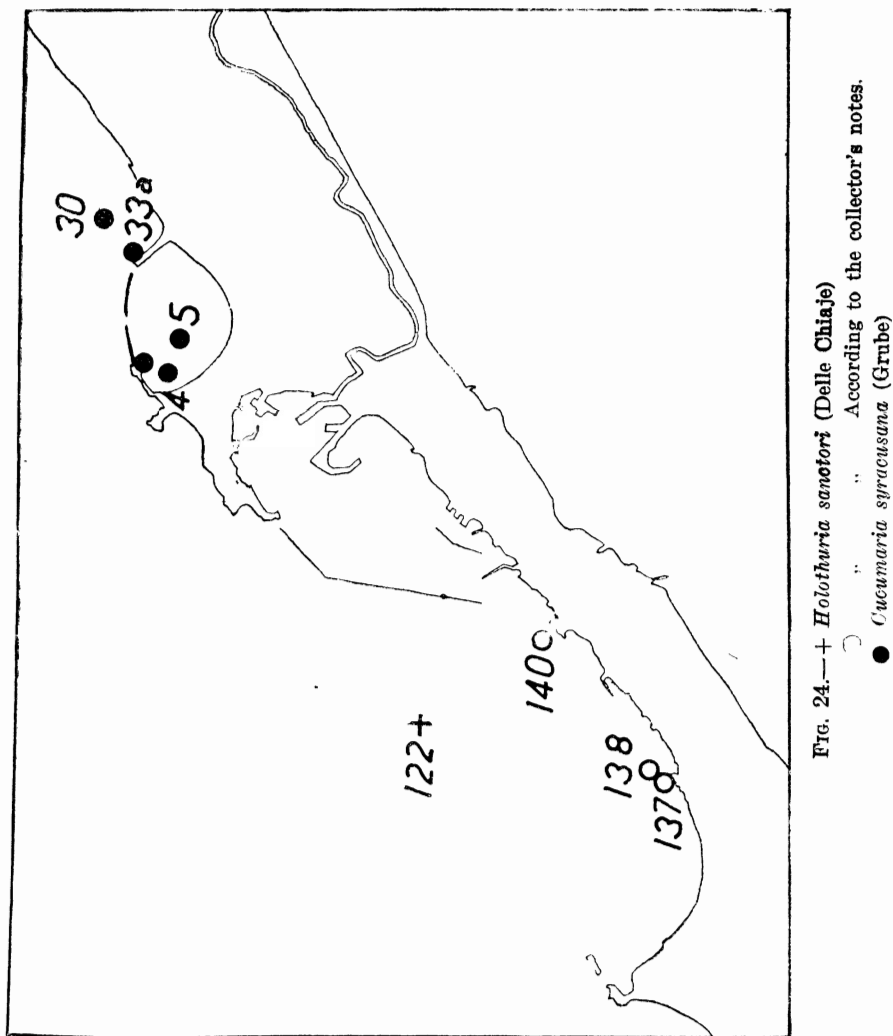 30
33a
5
4
140
122+
138
137
FIG. 24.—+ Holothuria sanctori (Delle Chiaje)
○ „ „ According to the collector's notes.
● Cucumaria syracusana (Grube)